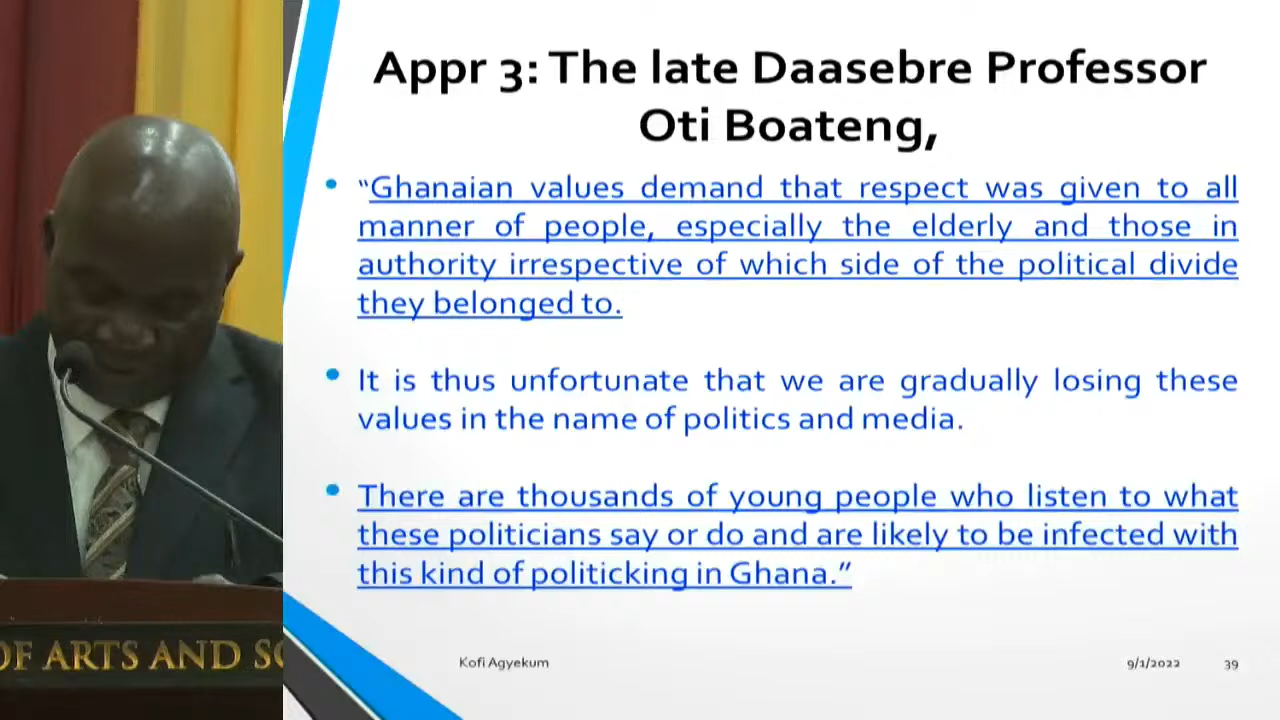 Appr 3: The late Daasebre Professor
Oti Boateng,
• “Ghanaian values demand that respect was given to all
manner of people, especially the elderly and those in
authority irrespective of which side of the political divide
they belonged to.
• It is thus unfortunate that we are gradually losing these
values in the name of politics and media.
• There are thousands of young people who listen to what
these politicians say or do and are likely to be infected with
this kind of politicking in Ghana.”
Kofi Agyekum
9/1/2022
39
OF ARTS AND SC